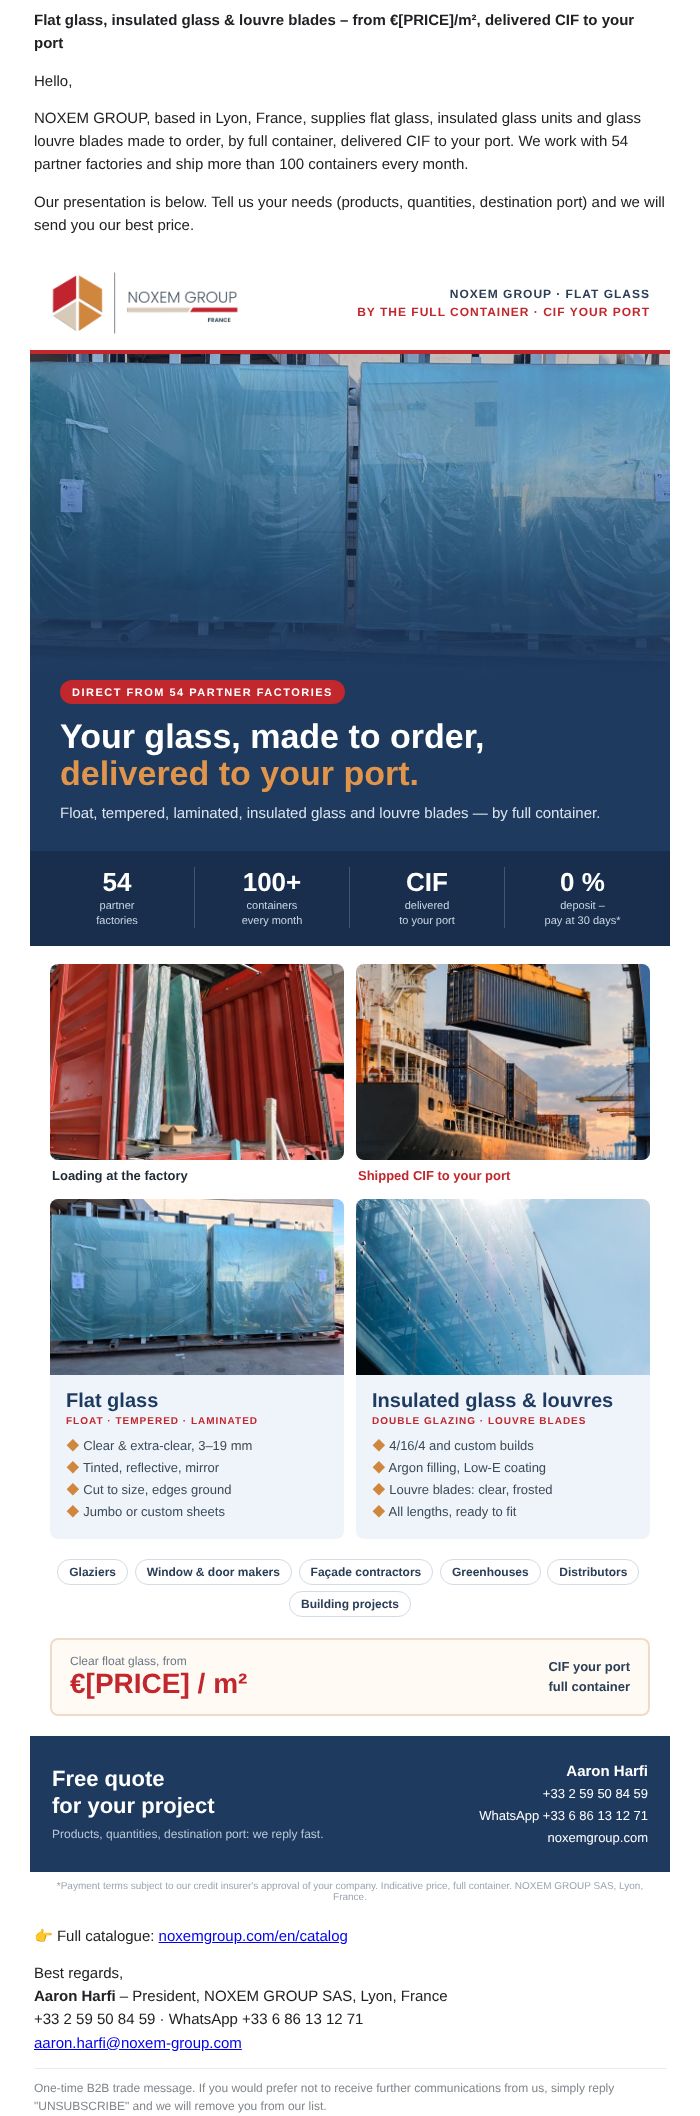 Flat glass, insulated glass & louvre blades – from €[PRICE]/m², delivered CIF to your
port
Hello,
NOXEM GROUP, based in Lyon, France, supplies flat glass, insulated glass units and glass
louvre blades made to order, by full container, delivered CIF to your port. We work with 54
partner factories and ship more than 100 containers every month.
Our presentation is below. Tell us your needs (products, quantities, destination port) and we will
send you our best price.
NOXEM GROUP
FRANCE
NOXEM GROUP · FLAT GLASS
BY THE FULL CONTAINER · CIF YOUR PORT
DIRECT FROM 54 PARTNER FACTORIES
Your glass, made to order,
delivered to your port.
Float, tempered, laminated, insulated glass and louvre blades — by full container.
54
partner
factories
100+
containers
every month
CIF
delivered
to your port
0 %
deposit –
pay at 30 days*
Loading at the factory
Shipped CIF to your port
Flat glass
FLOAT · TEMPERED · LAMINATED
◆ Clear & extra-clear, 3–19 mm
◆ Tinted, reflective, mirror
◆ Cut to size, edges ground
◆ Jumbo or custom sheets
Insulated glass & louvres
DOUBLE GLAZING · LOUVRE BLADES
◆ 4/16/4 and custom builds
◆ Argon filling, Low-E coating
◆ Louvre blades: clear, frosted
◆ All lengths, ready to fit
Glaziers
Window & door makers
Façade contractors
Greenhouses
Distributors
Building projects
Clear float glass, from
€[PRICE] / m²
CIF your port
full container
Free quote
for your project
Products, quantities, destination port: we reply fast.
Aaron Harfi
+33 2 59 50 84 59
WhatsApp +33 6 86 13 12 71
noxemgroup.com
*Payment terms subject to our credit insurer's approval of your company. Indicative price, full container. NOXEM GROUP SAS, Lyon,
France.
👉 Full catalogue: noxemgroup.com/en/catalog
Best regards,
Aaron Harfi – President, NOXEM GROUP SAS, Lyon, France
+33 2 59 50 84 59 · WhatsApp +33 6 86 13 12 71
aaron.harfi@noxem-group.com
One-time B2B trade message. If you would prefer not to receive further communications from us, simply reply
"UNSUBSCRIBE" and we will remove you from our list.